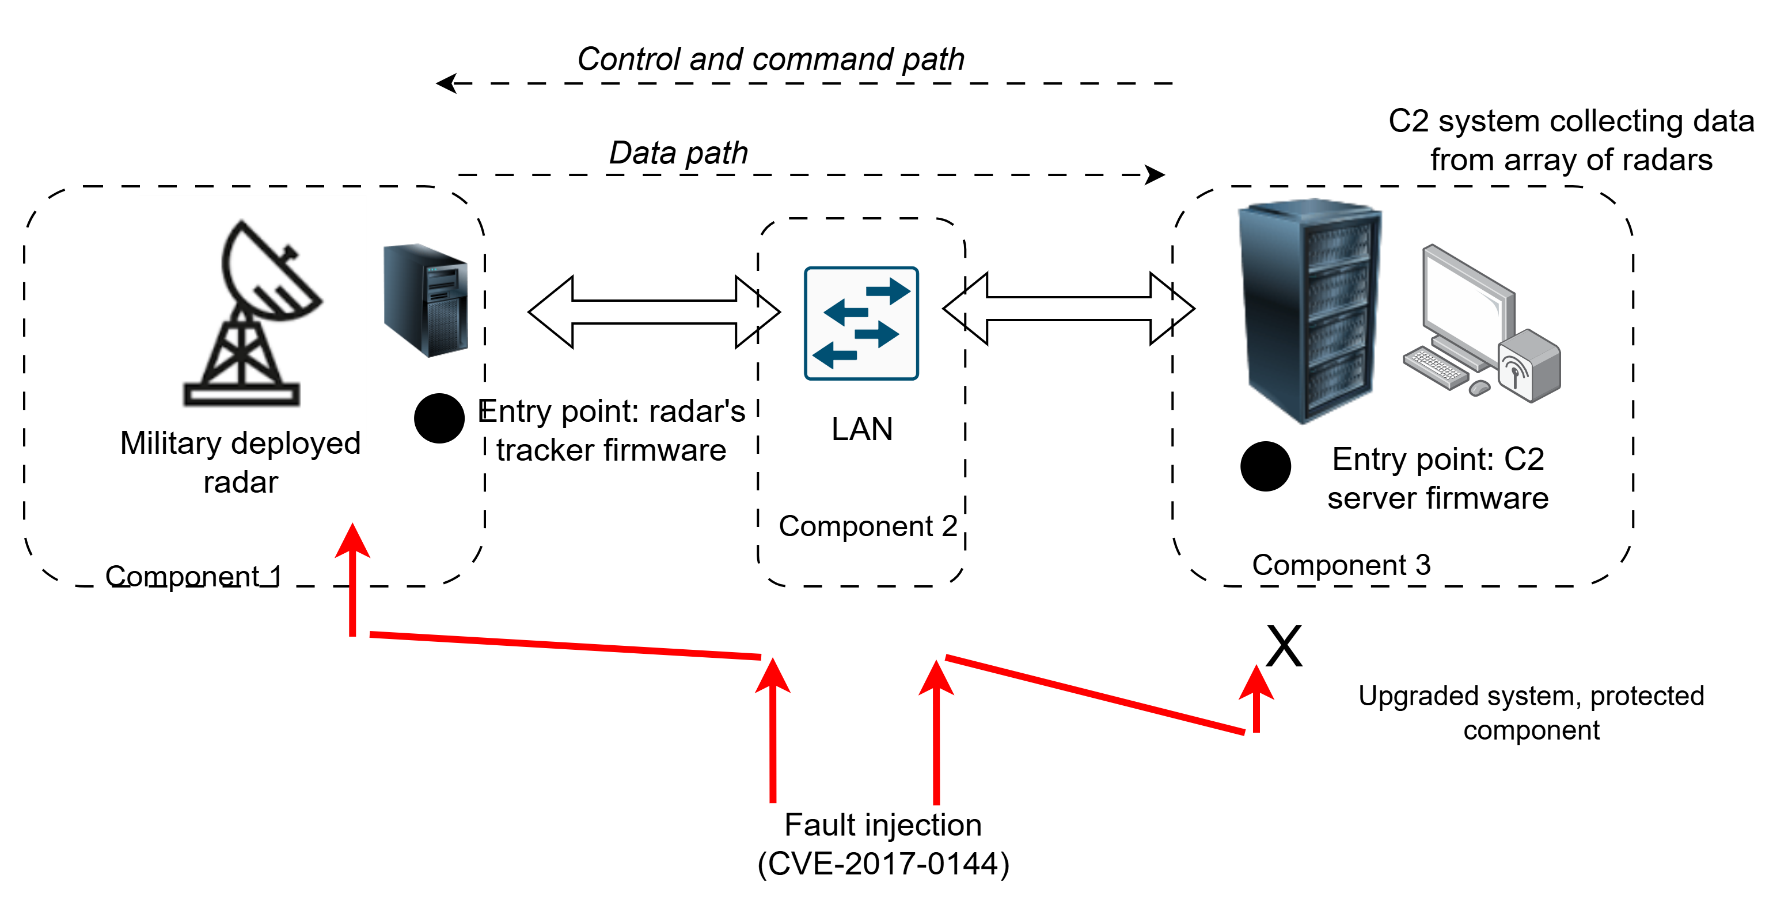 Control and command path
C2 system collecting data
from array of radars
Data path
Military deployed
radar
Entry point: radar's
tracker firmware
LAN
Entry point: C2
server firmware
Component 1
Component 2
Component 3
X
Upgraded system, protected
component
Fault injection
(CVE-2017-0144)